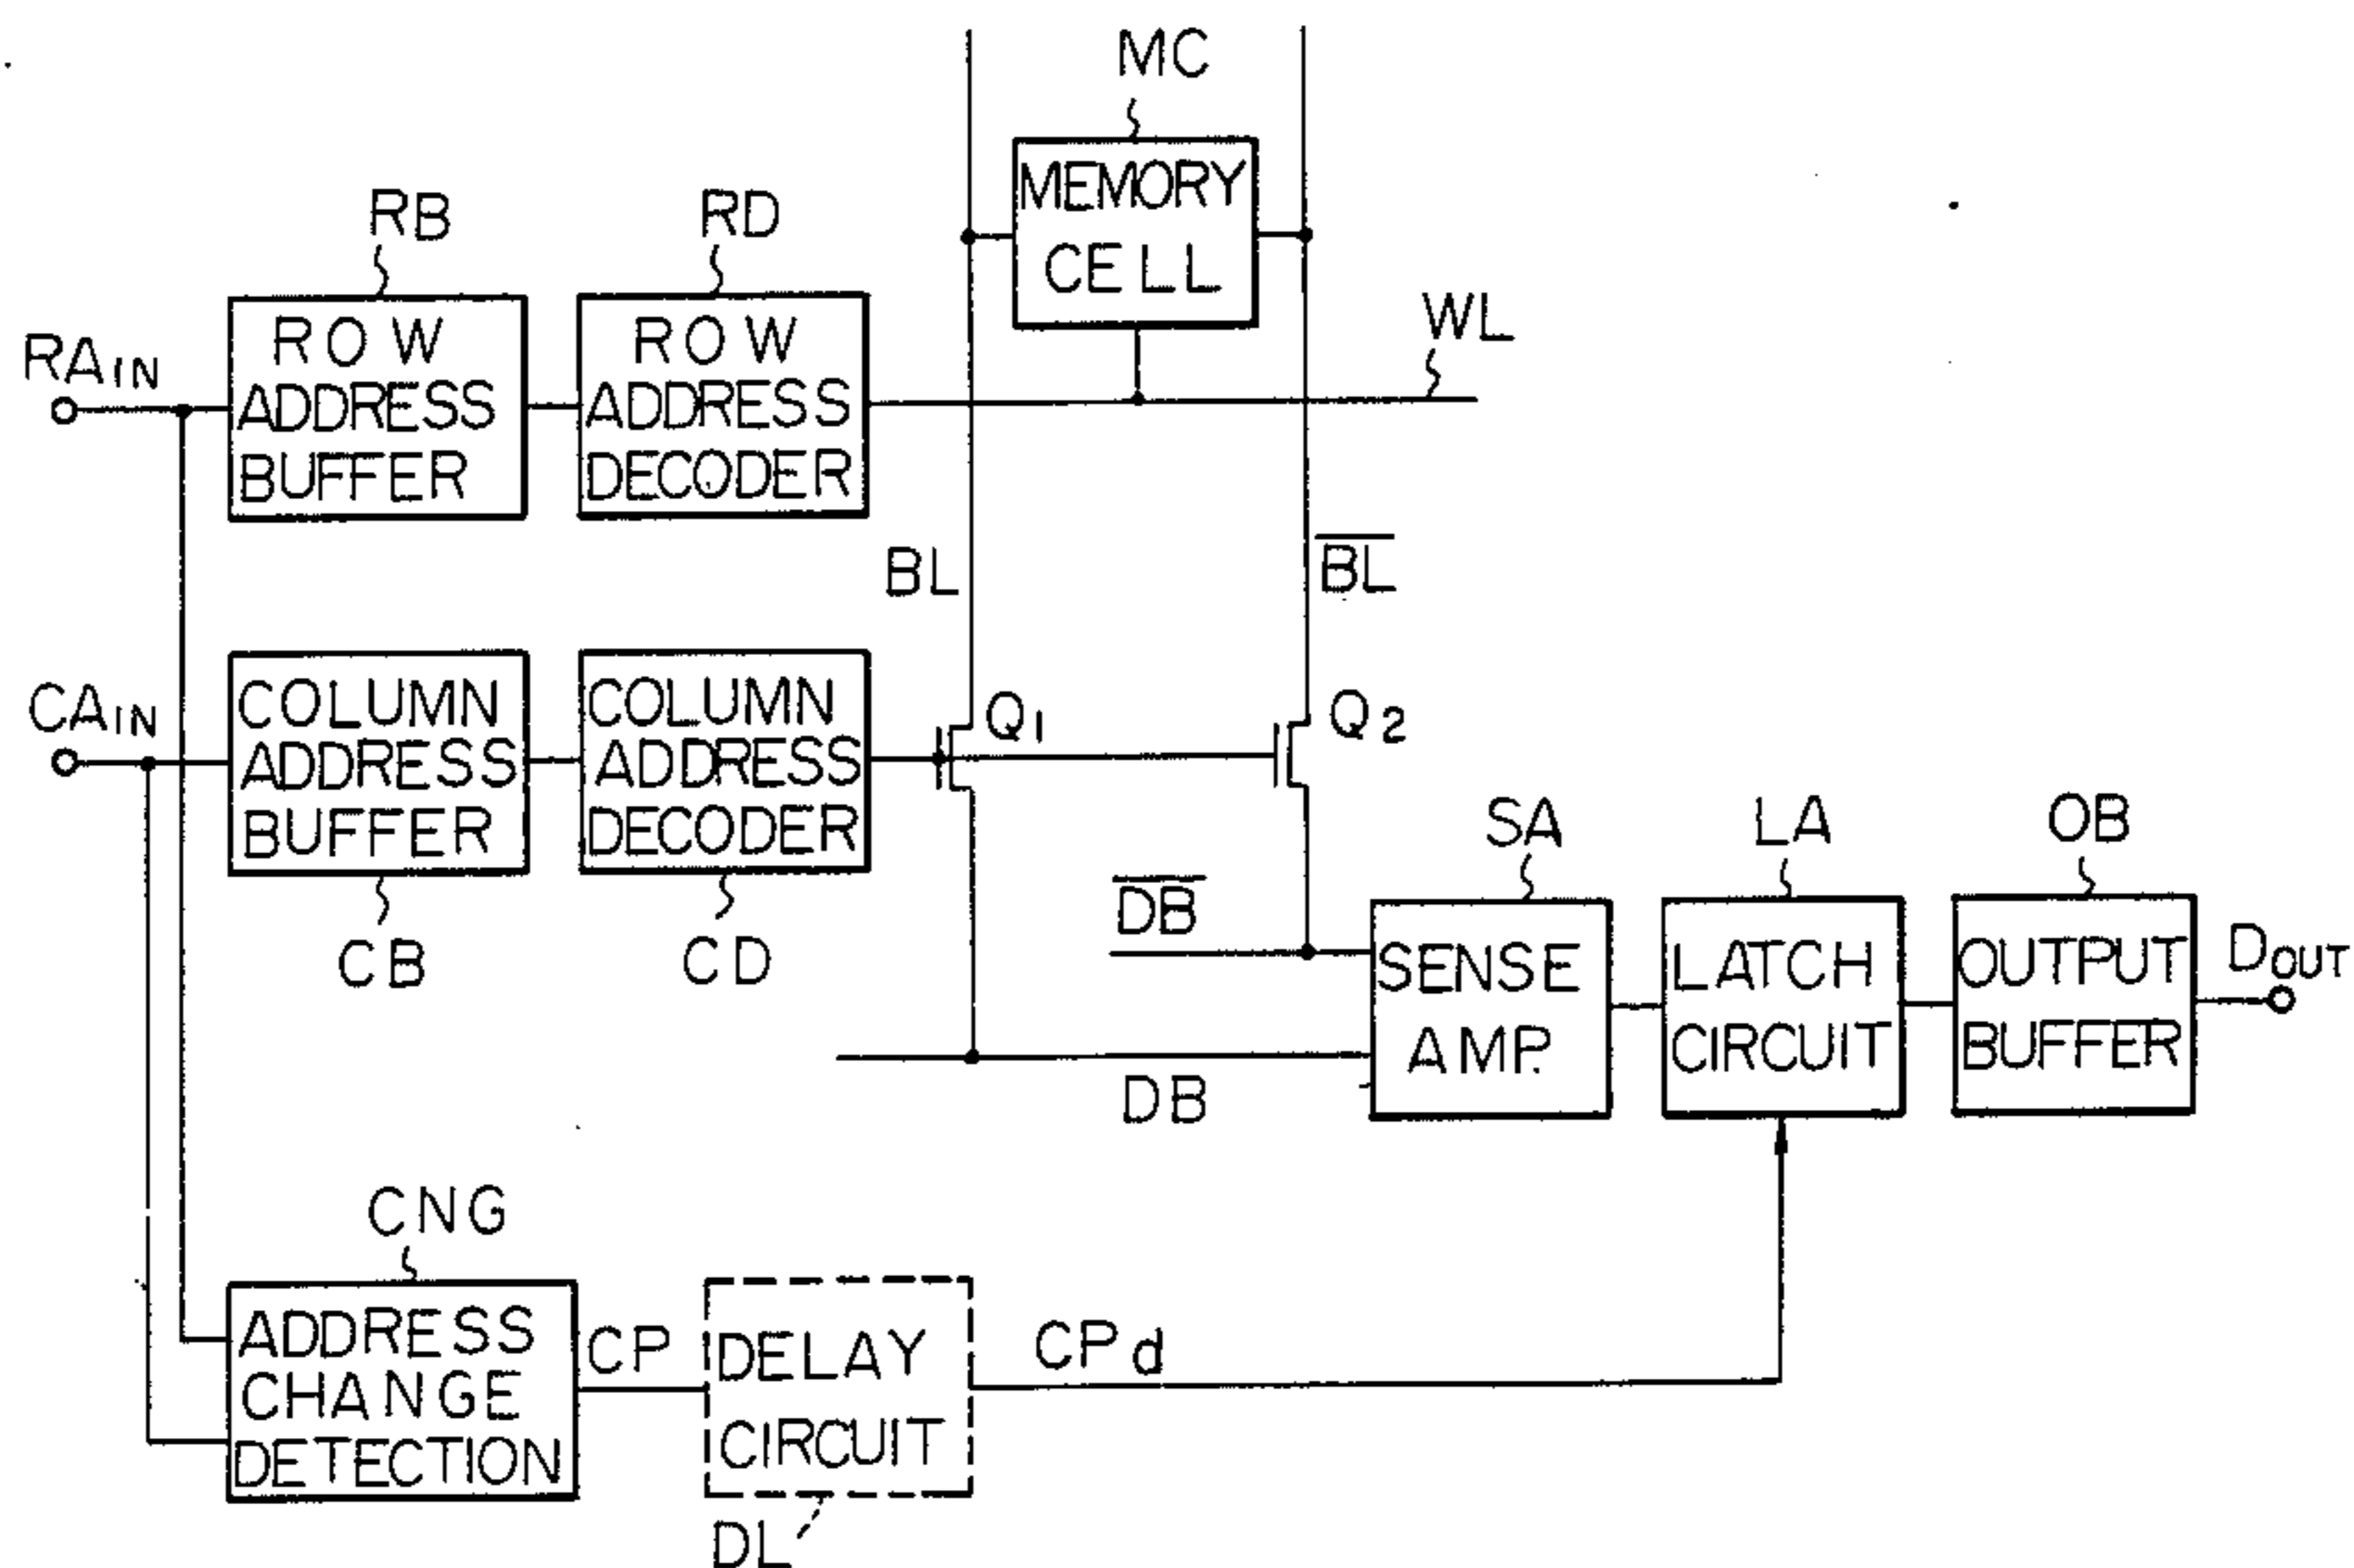 MC
MEMORY
CELL
RB
RD
WL
RAIN
ROW
ADDRESS
BUFFER
ROW
ADDRESS
DECODER
BL
B̅L̅
CAIN
COLUMN
ADDRESS
BUFFER
COLUMN
ADDRESS
DECODER
Q1
Q2
CB
CD
D̅B̅
DB
SA
SENSE
AMP.
LA
LATCH
CIRCUIT
OB
OUTPUT
BUFFER
DOUT
CNG
ADDRESS
CHANGE
DETECTION
CP
DELAY
CIRCUIT
CPd
DL